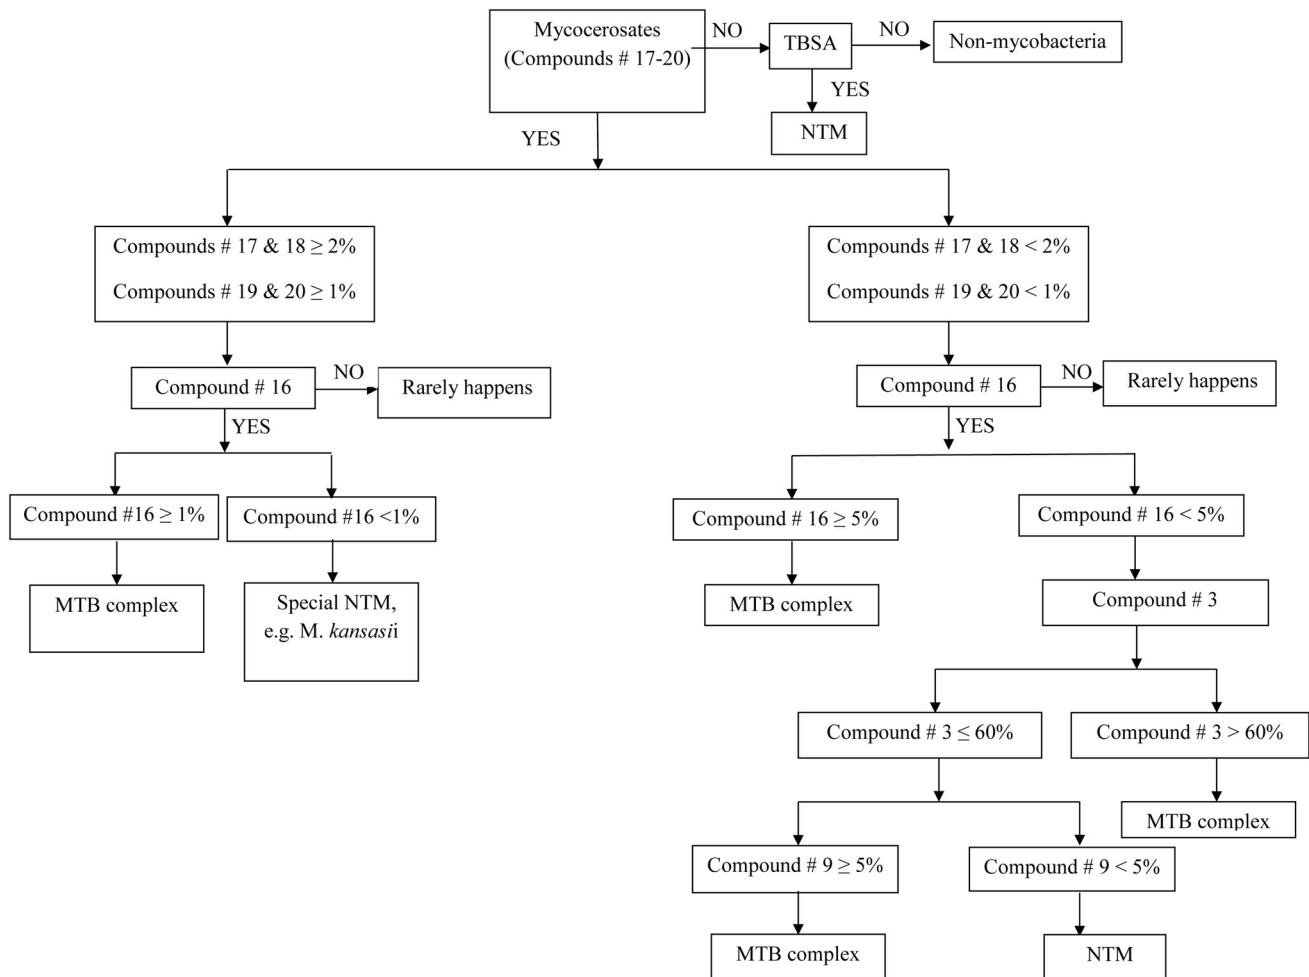 Mycocerosates
(Compounds # 17-20)
NO
TBSA
NO
Non-mycobacteria
YES
NTM
YES
Compounds # 17 & 18 ≥ 2%
Compounds # 19 & 20 ≥ 1%
Compounds # 17 & 18 < 2%
Compounds # 19 & 20 < 1%
Compound # 16
NO
Rarely happens
YES
Compound # 16
NO
Rarely happens
YES
Compound #16 ≥ 1%
Compound #16 <1%
MTB complex
Special NTM,
e.g. M. kansasii
Compound # 16 ≥ 5%
Compound # 16 < 5%
MTB complex
Compound # 3
Compound # 3 ≤ 60%
Compound # 3 > 60%
MTB complex
Compound # 9 ≥ 5%
Compound # 9 < 5%
MTB complex
NTM